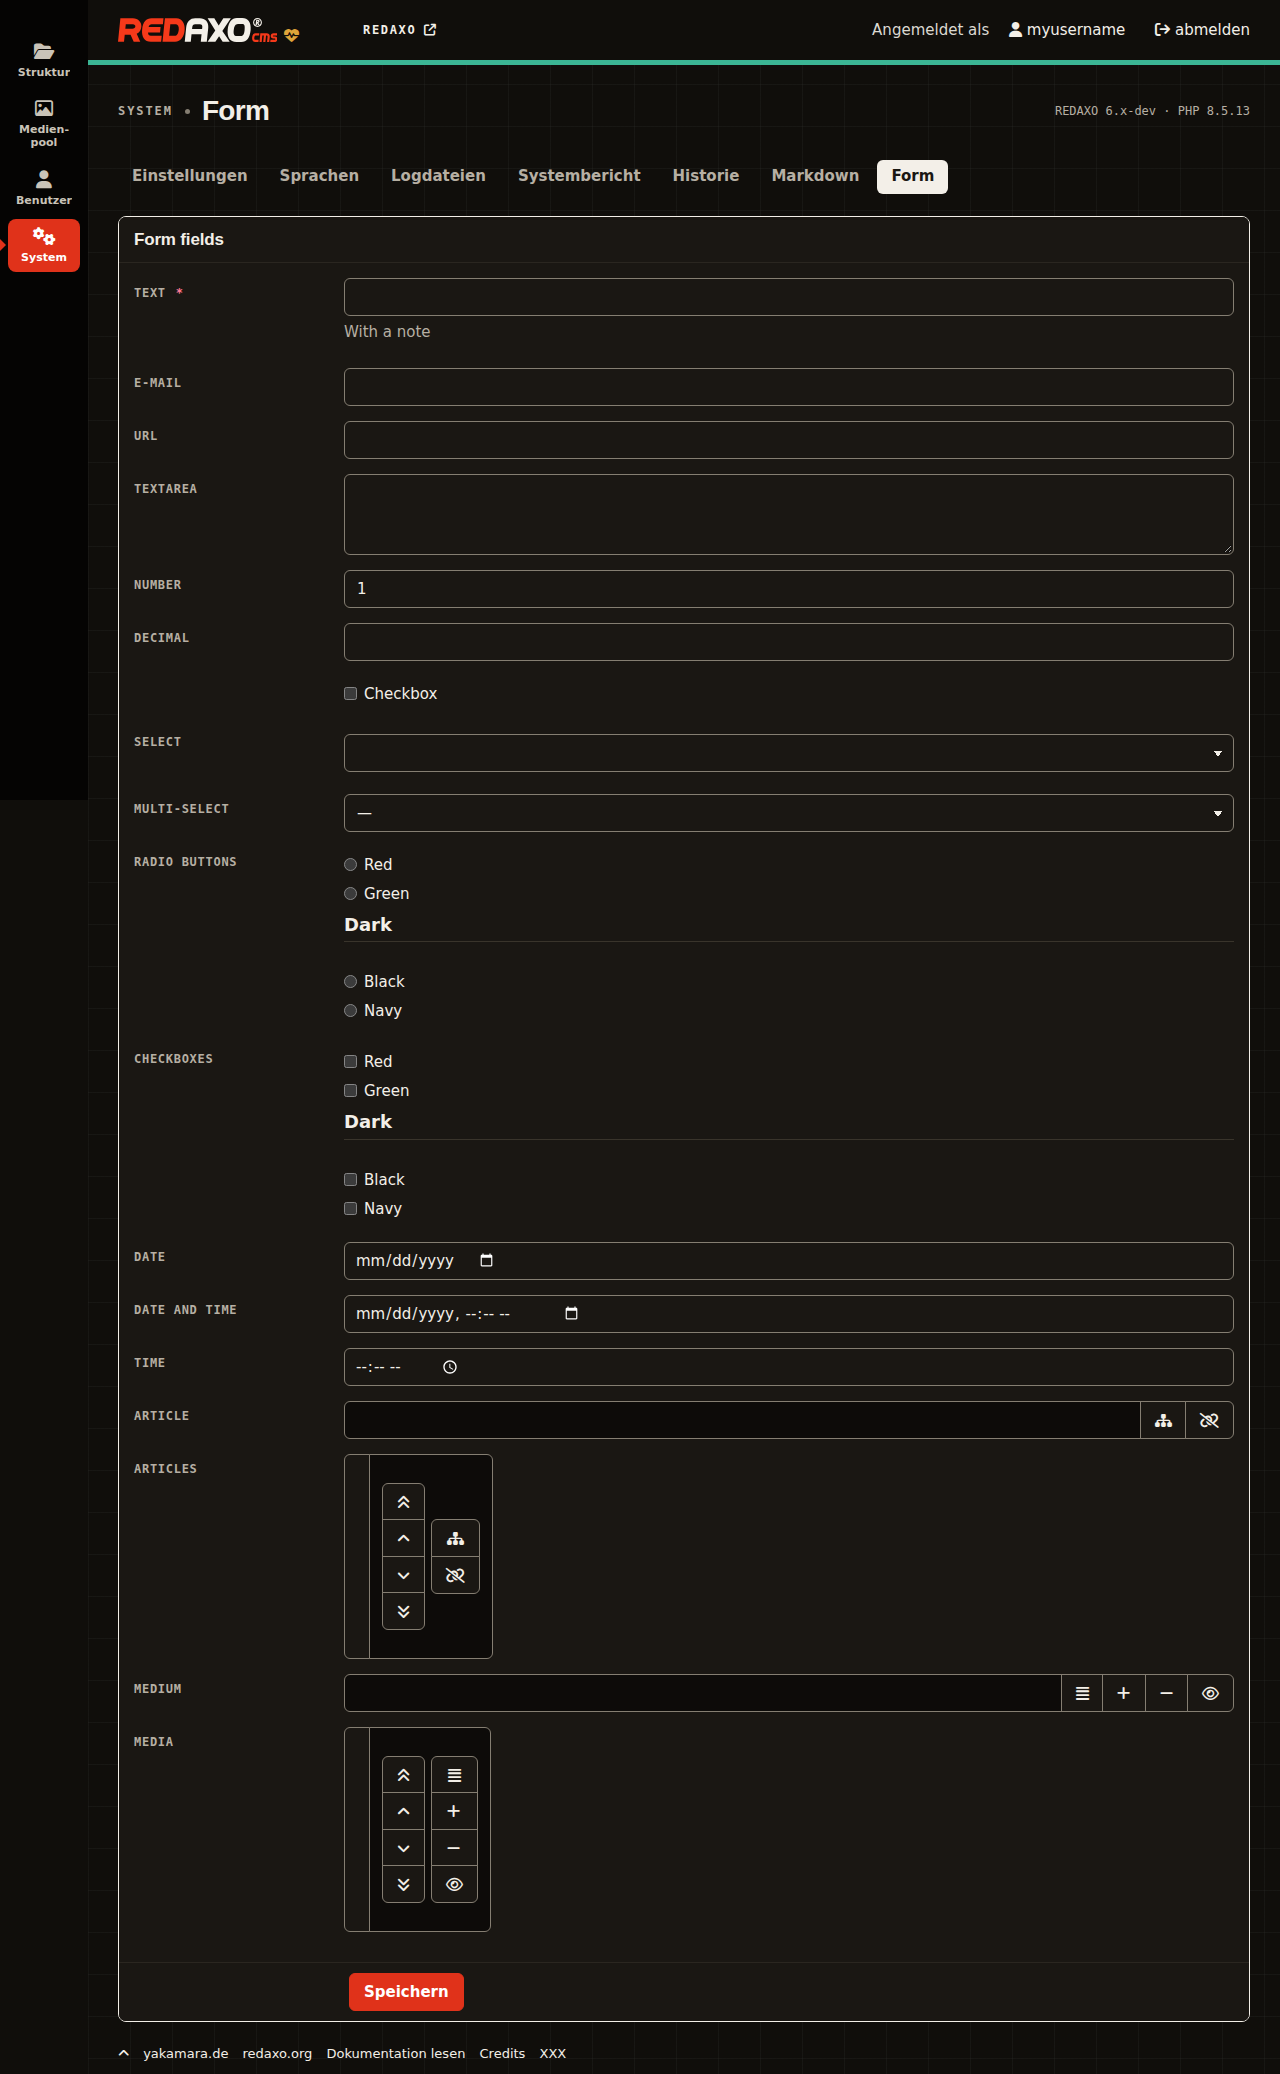 REDAXO® cms
REDAXO
Angemeldet als myusername abmelden
Struktur
Medien-
pool
Benutzer
System
SYSTEM • Form
REDAXO 6.x-dev · PHP 8.5.13
Einstellungen Sprachen Logdateien Systembericht Historie Markdown Form
Form fields
TEXT *
With a note
E-MAIL
URL
TEXTAREA
NUMBER
1
DECIMAL
Checkbox
SELECT
MULTI-SELECT
—
RADIO BUTTONS
Red
Green
Dark
Black
Navy
CHECKBOXES
Red
Green
Dark
Black
Navy
DATE
mm/dd/yyyy
DATE AND TIME
mm/dd/yyyy, --:-- --
TIME
--:-- --
ARTICLE
ARTICLES
MEDIUM
MEDIA
Speichern
yakamara.de redaxo.org Dokumentation lesen Credits XXX